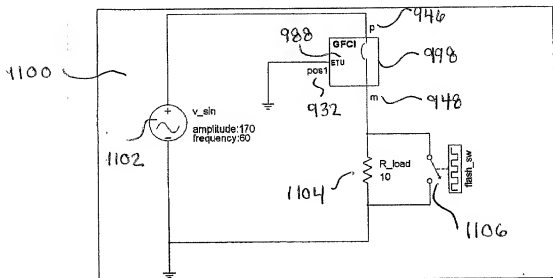 p
946
988
GFCI
ETU
998
pos1
932
m
948
1100
v_sin
amplitude:170
frequency:60
1102
R_load
10
1104
flash_sw
1106